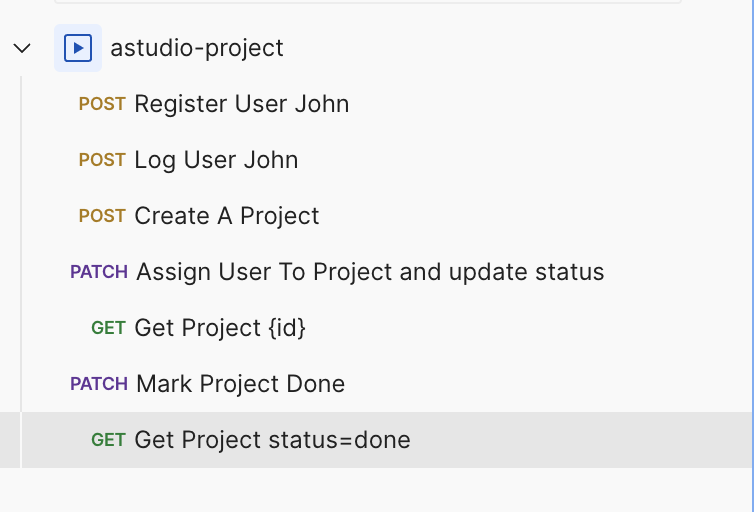 astudio-project
POST Register User John
POST Log User John
POST Create A Project
PATCH Assign User To Project and update status
GET Get Project {id}
PATCH Mark Project Done
GET Get Project status=done